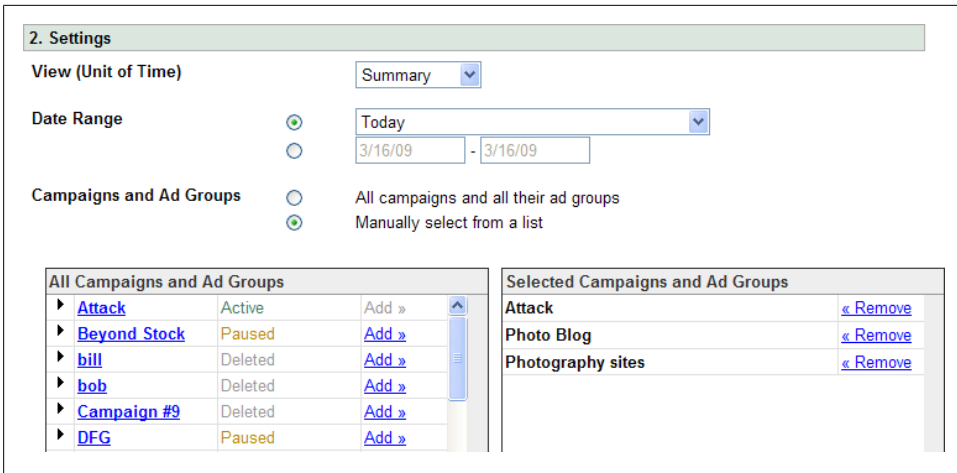 2. Settings
View (Unit of Time) Summary
Date Range Today
3/16/09 - 3/16/09
Campaigns and Ad Groups All campaigns and all their ad groups
Manually select from a list
All Campaigns and Ad Groups
Attack Active Add »
Beyond Stock Paused Add »
bill Deleted Add »
bob Deleted Add »
Campaign #9 Deleted Add »
DFG Paused Add »
Selected Campaigns and Ad Groups
Attack « Remove
Photo Blog « Remove
Photography sites « Remove